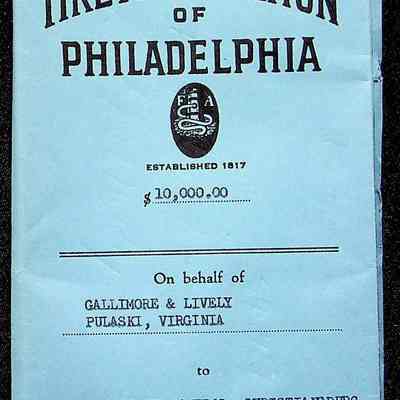 OF
PHILADELPHIA
F A
ESTABLISHED 1817
$ 10,000.00
On behalf of
GALLIMORE & LIVELY
PULASKI, VIRGINIA
to